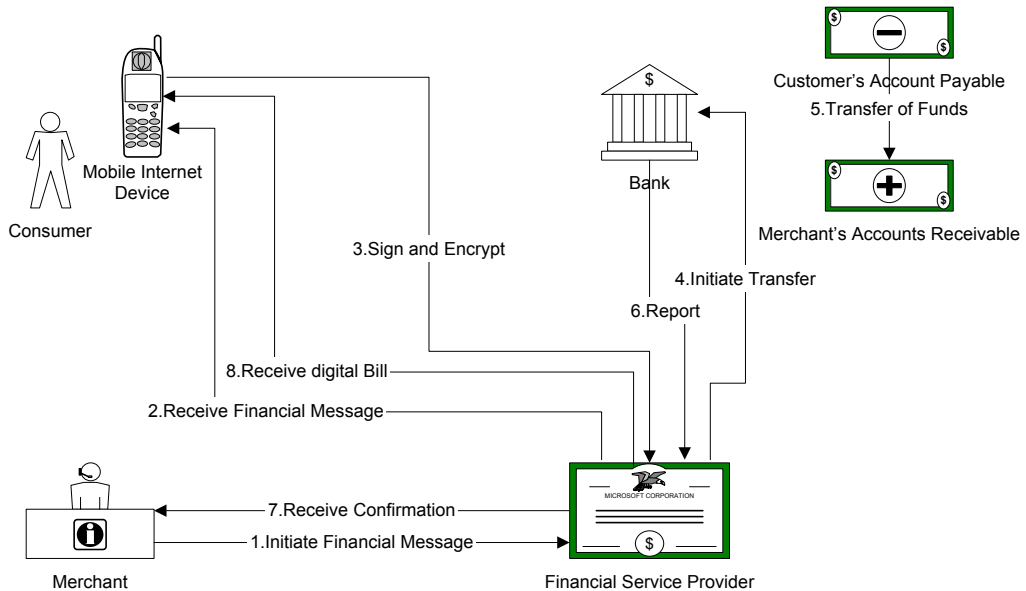 $
$
Customer's Account Payable
5.Transfer of Funds
$
$
Merchant's Accounts Receivable
$
Bank
Mobile Internet
Device
Consumer
3.Sign and Encrypt
4.Initiate Transfer
6.Report
8.Receive digital Bill
2.Receive Financial Message
MICROSOFT CORPORATION
$
7.Receive Confirmation
1.Initiate Financial Message
i
Merchant
Financial Service Provider